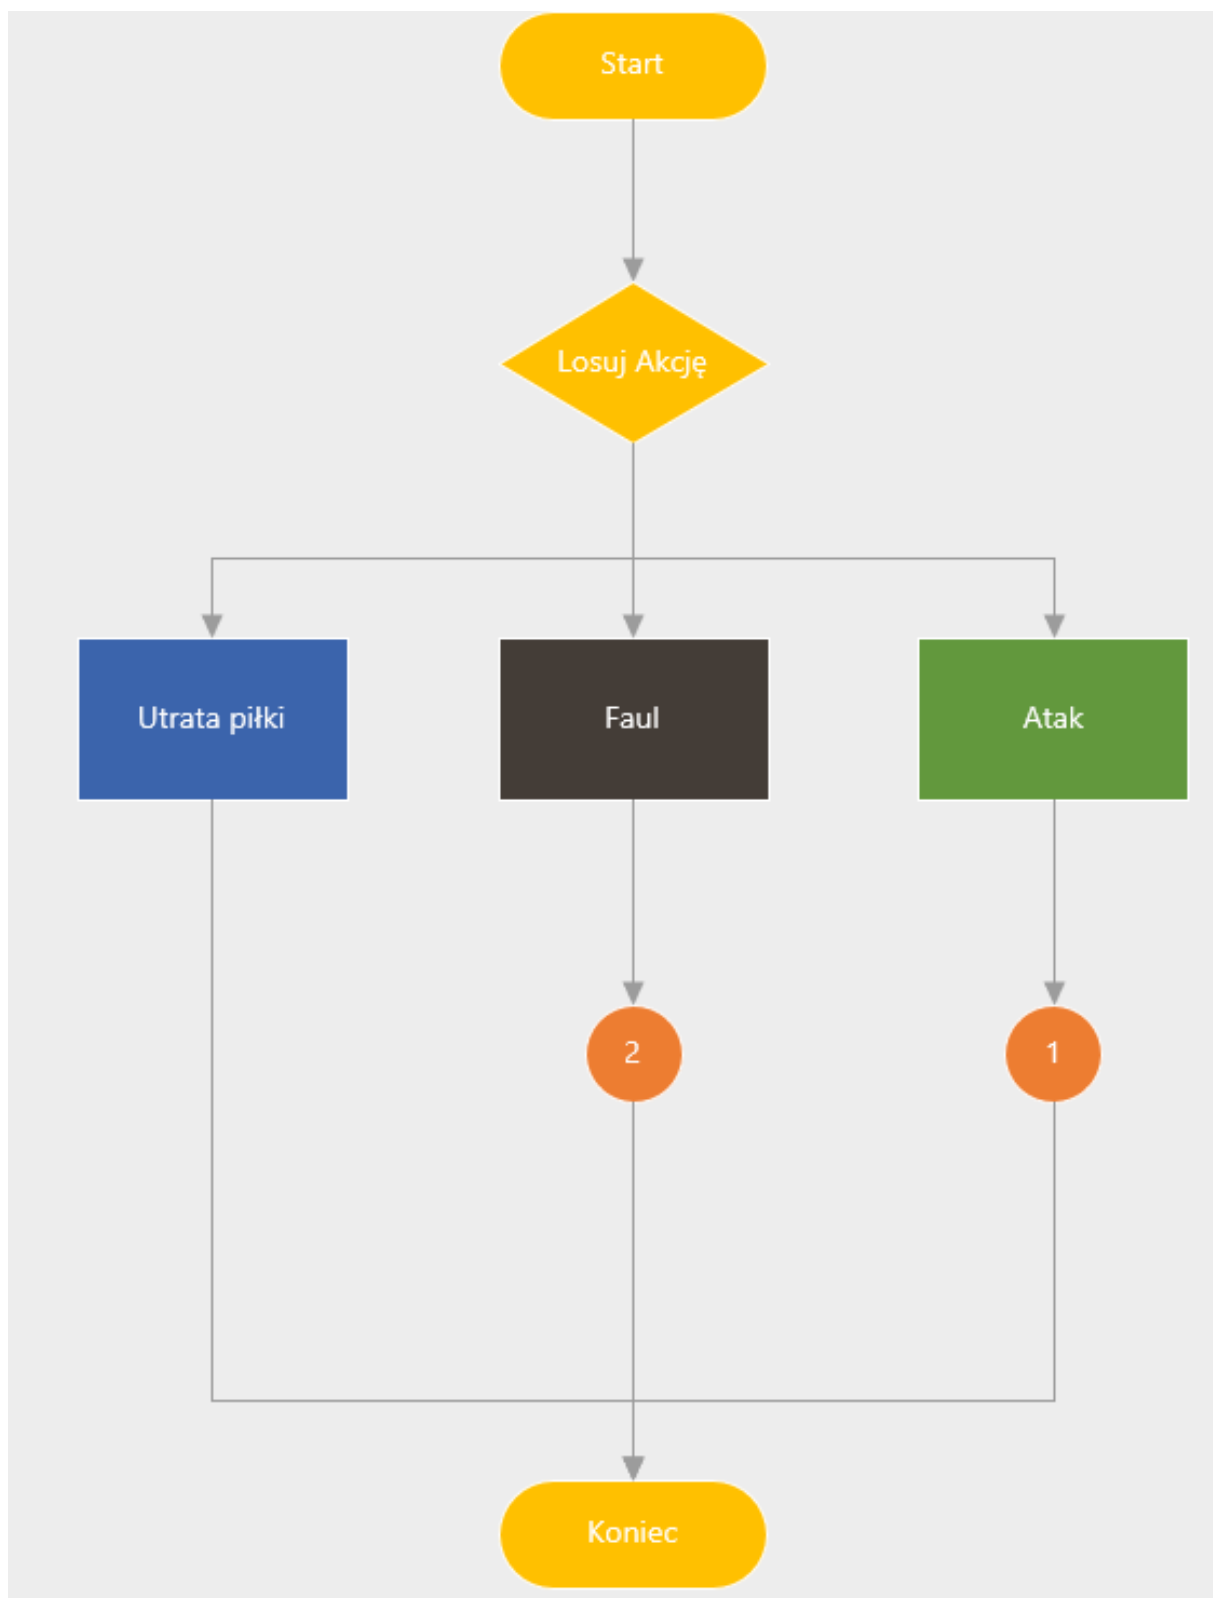 Start
Losuj Akcję
Utrata piłki
Faul
Atak
2
1
Koniec